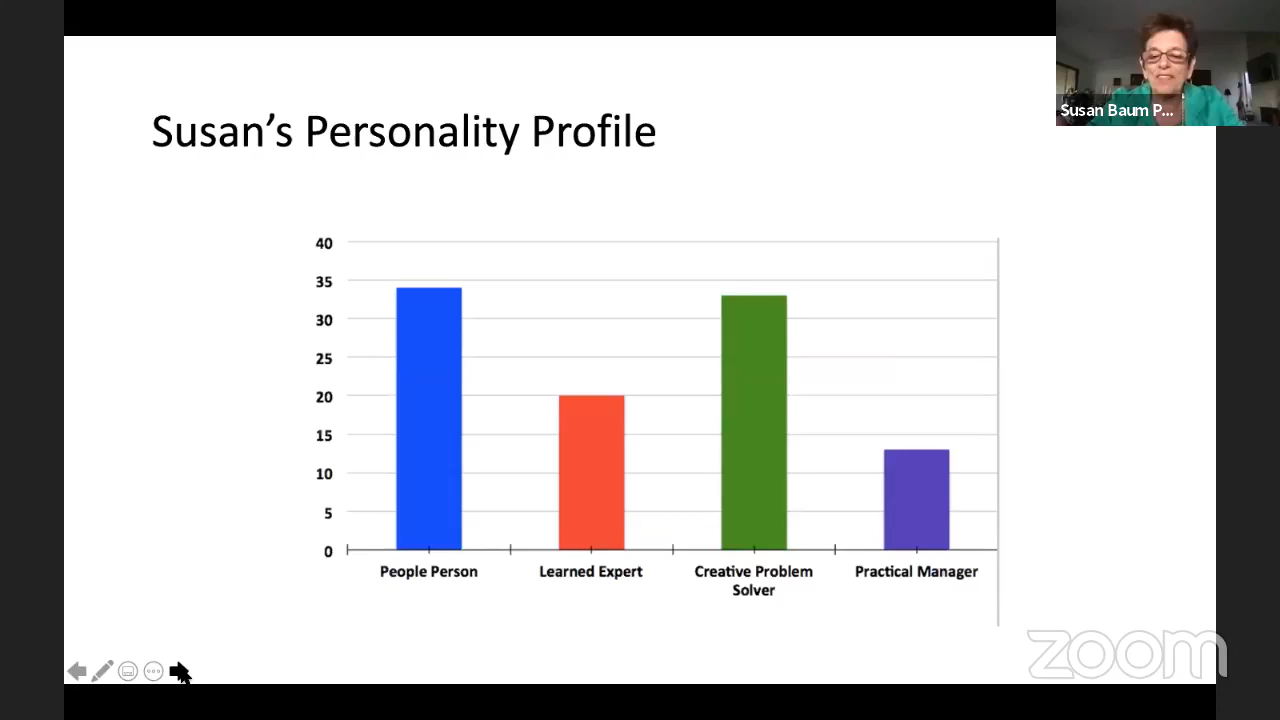 Susan Baum P...
Susan's Personality Profile
40
35
30
25
20
15
10
5
0
People Person
Learned Expert
Creative Problem
Solver
Practical Manager
zoom